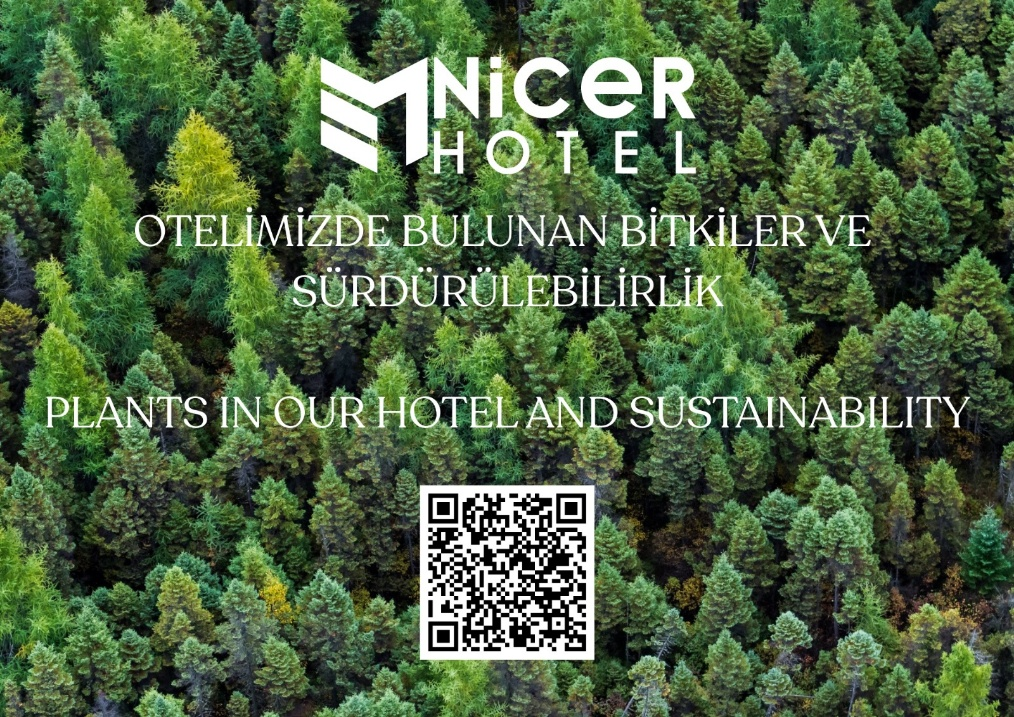 NiCeR
HOTEL
OTELİMİZDE BULUNAN BİTKİLER VE
SÜRDÜRÜLEBİLİRLİK
PLANTS IN OUR HOTEL AND SUSTAINABILITY